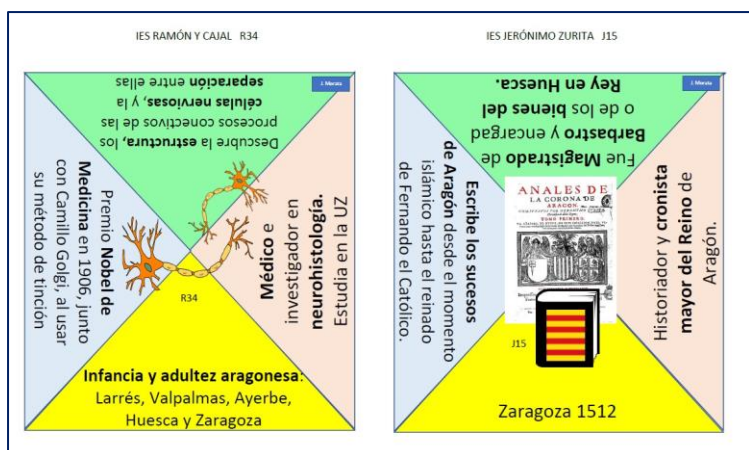 IES RAMÓN Y CAJAL R34
J. Morata
Descubre la estructura, los
procesos conectivos de las
células nerviosas, y la
separación entre ellas
Premio Nobel de
Medicina en 1906, junto
con Camillo Golgi, al usar
su método de tinción
Médico e
investigador en
neurohistología.
Estudia en la UZ
R34
Infancia y adultez aragonesa:
Larrés, Valpalmas, Ayerbe,
Huesca y Zaragoza
IES JERÓNIMO ZURITA J15
J. Morata
Fue Magistrado de
Barbastro y encargad
o de los bienes del
Rey en Huesca.
Escribe los sucesos
de Aragón desde el momento
islámico hasta el reinado
de Fernando el Católico.
ANALES DE
LA CORONA DE
ARAGON.
Historiador y cronista
mayor del Reino de
Aragón.
J15
Zaragoza 1512